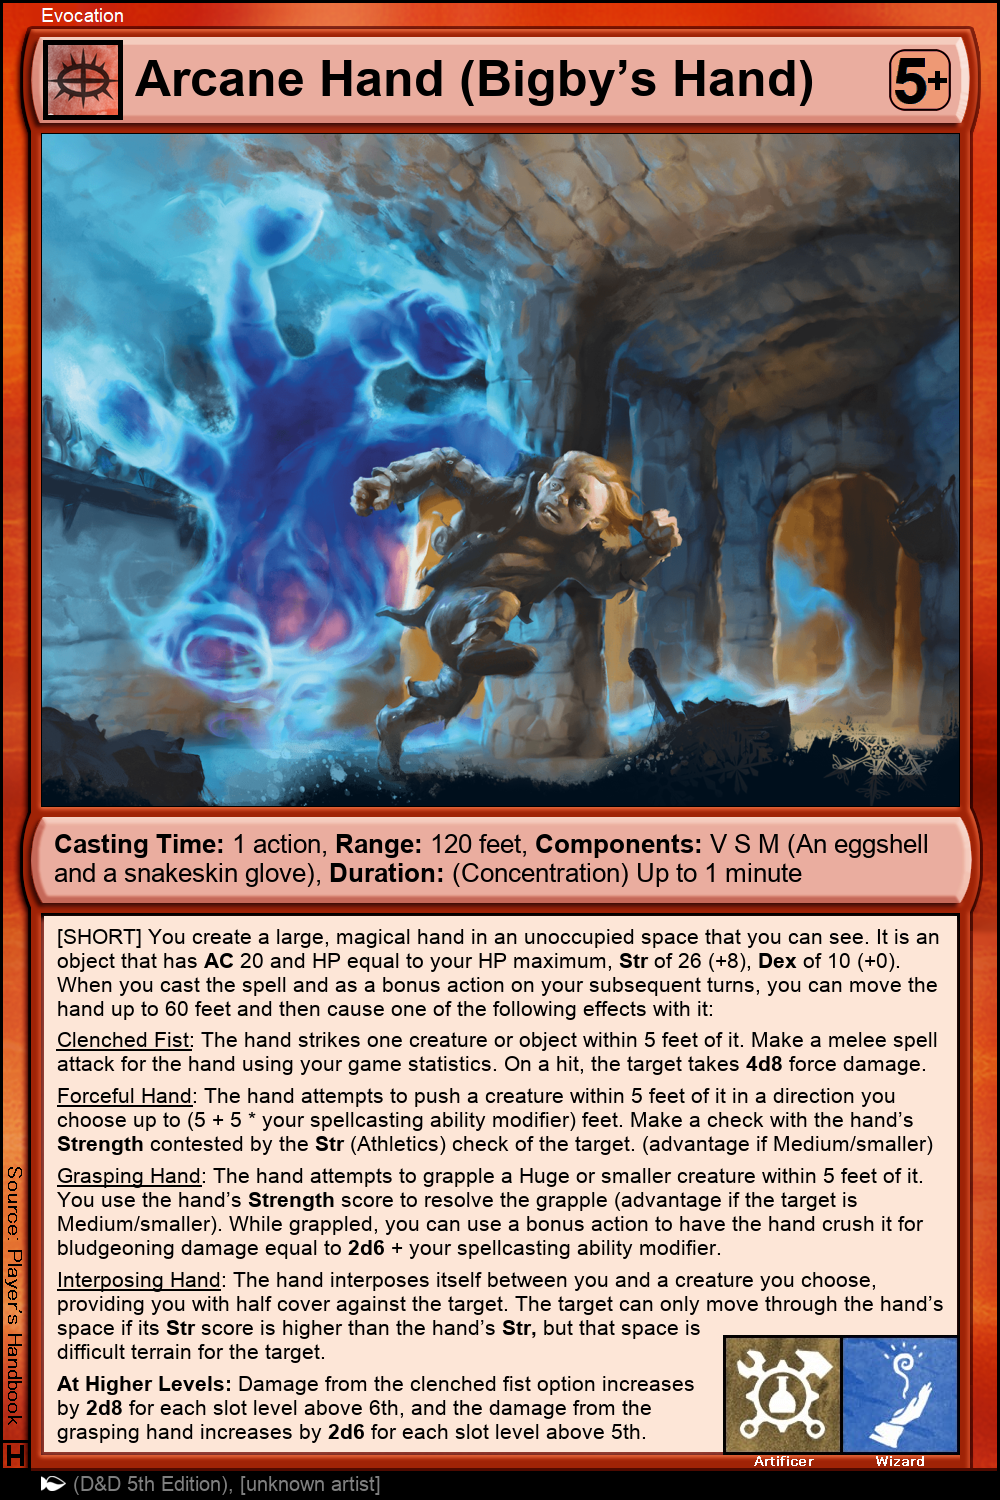 Evocation
Arcane Hand (Bigby’s Hand)
5+
Casting Time: 1 action, Range: 120 feet, Components: V S M (An eggshell
and a snakeskin glove), Duration: (Concentration) Up to 1 minute
[SHORT] You create a large, magical hand in an unoccupied space that you can see. It is an
object that has AC 20 and HP equal to your HP maximum, Str of 26 (+8), Dex of 10 (+0).
When you cast the spell and as a bonus action on your subsequent turns, you can move the
hand up to 60 feet and then cause one of the following effects with it:
Clenched Fist: The hand strikes one creature or object within 5 feet of it. Make a melee spell
attack for the hand using your game statistics. On a hit, the target takes 4d8 force damage.
Forceful Hand: The hand attempts to push a creature within 5 feet of it in a direction you
choose up to (5 + 5 * your spellcasting ability modifier) feet. Make a check with the hand’s
Strength contested by the Str (Athletics) check of the target. (advantage if Medium/smaller)
Grasping Hand: The hand attempts to grapple a Huge or smaller creature within 5 feet of it.
You use the hand’s Strength score to resolve the grapple (advantage if the target is
Medium/smaller). While grappled, you can use a bonus action to have the hand crush it for
bludgeoning damage equal to 2d6 + your spellcasting ability modifier.
Interposing Hand: The hand interposes itself between you and a creature you choose,
providing you with half cover against the target. The target can only move through the hand’s
space if its Str score is higher than the hand’s Str, but that space is
difficult terrain for the target.
At Higher Levels: Damage from the clenched fist option increases
by 2d8 for each slot level above 6th, and the damage from the
grasping hand increases by 2d6 for each slot level above 5th.
Artificer
Wizard
Source: Player’s Handbook
H
(D&D 5th Edition), [unknown artist]